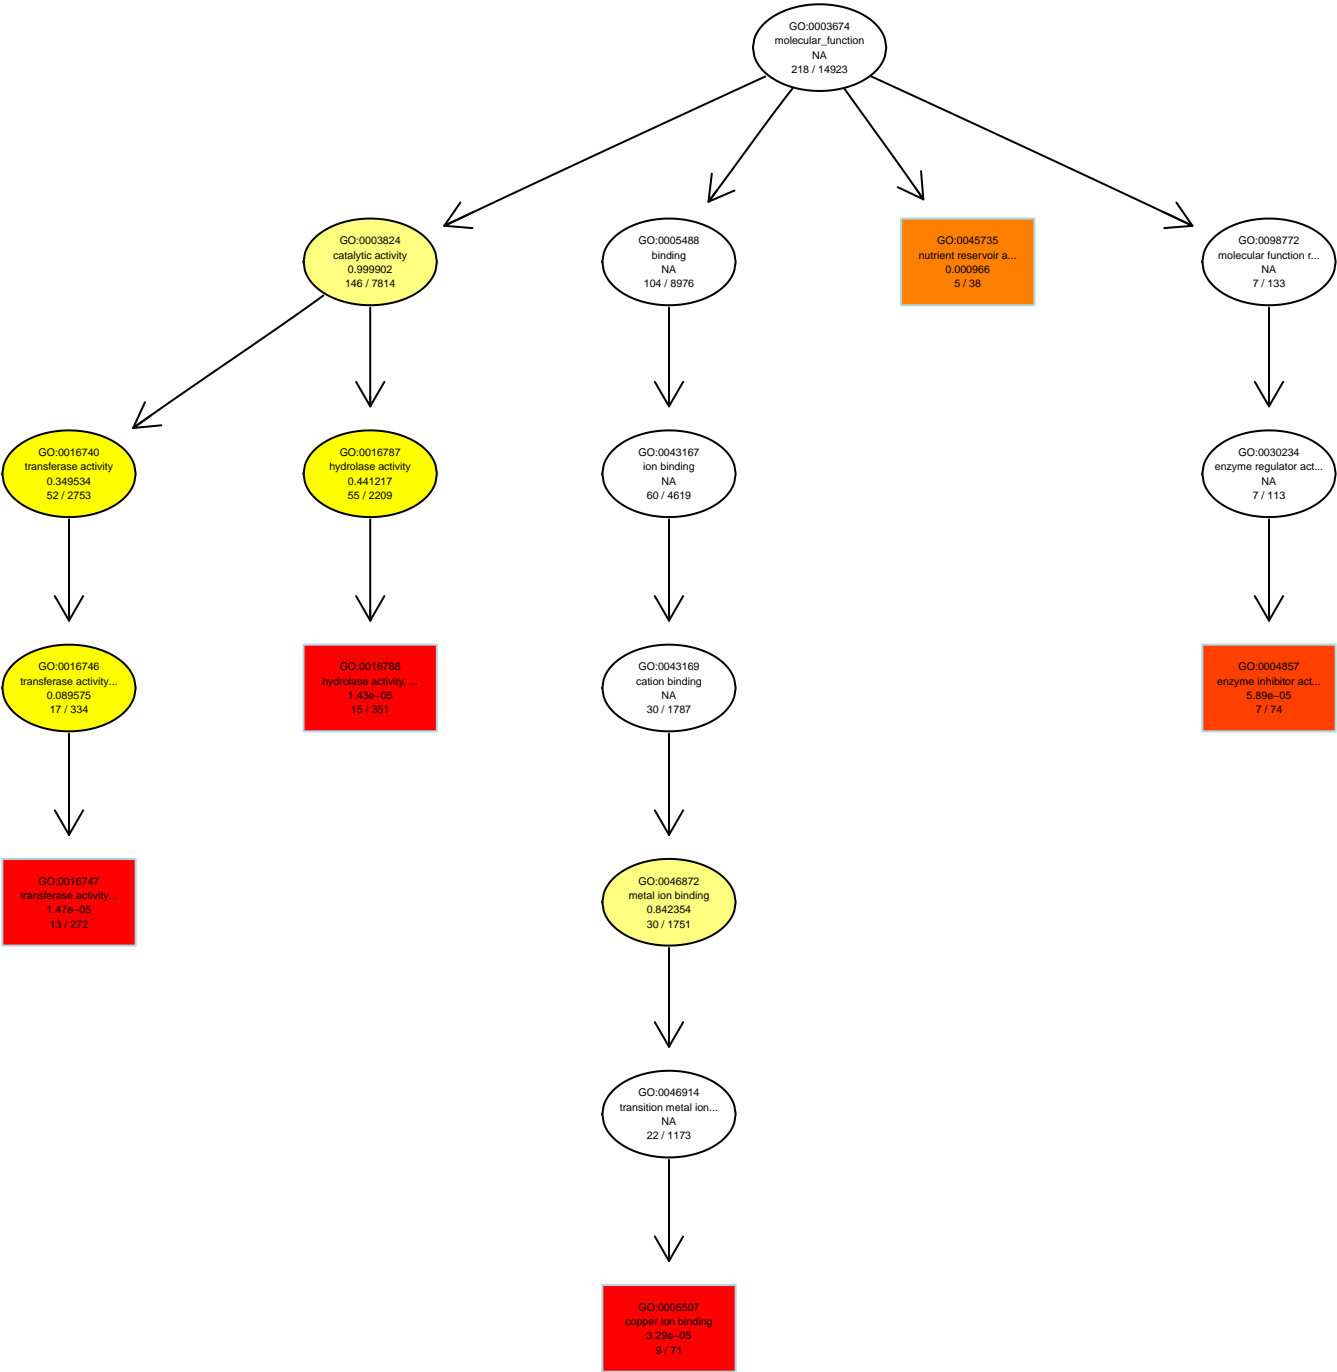 GO:0003674
molecular_function
NA
218 / 14923
GO:0003824
catalytic activity
0.999902
146 / 7814
GO:0005488
binding
NA
104 / 8976
GO:0045735
nutrient reservoir a...
0.000966
5 / 38
GO:0098772
molecular function r...
NA
7 / 133
GO:0016740
transferase activity
0.349534
52 / 2753
GO:0016787
hydrolase activity
0.441217
55 / 2209
GO:0043167
ion binding
NA
60 / 4619
GO:0030234
enzyme regulator act...
NA
7 / 113
GO:0016746
transferase activity...
0.089575
17 / 334
GO:0016788
hydrolase activity, ...
1.43e−05
15 / 351
GO:0043169
cation binding
NA
30 / 1787
GO:0004857
enzyme inhibitor act...
5.89e−05
7 / 74
GO:0016747
transferase activity...
1.47e−05
13 / 272
GO:0046872
metal ion binding
0.842354
30 / 1751
GO:0046914
transition metal ion...
NA
22 / 1173
GO:0005507
copper ion binding
3.29e−05
9 / 71